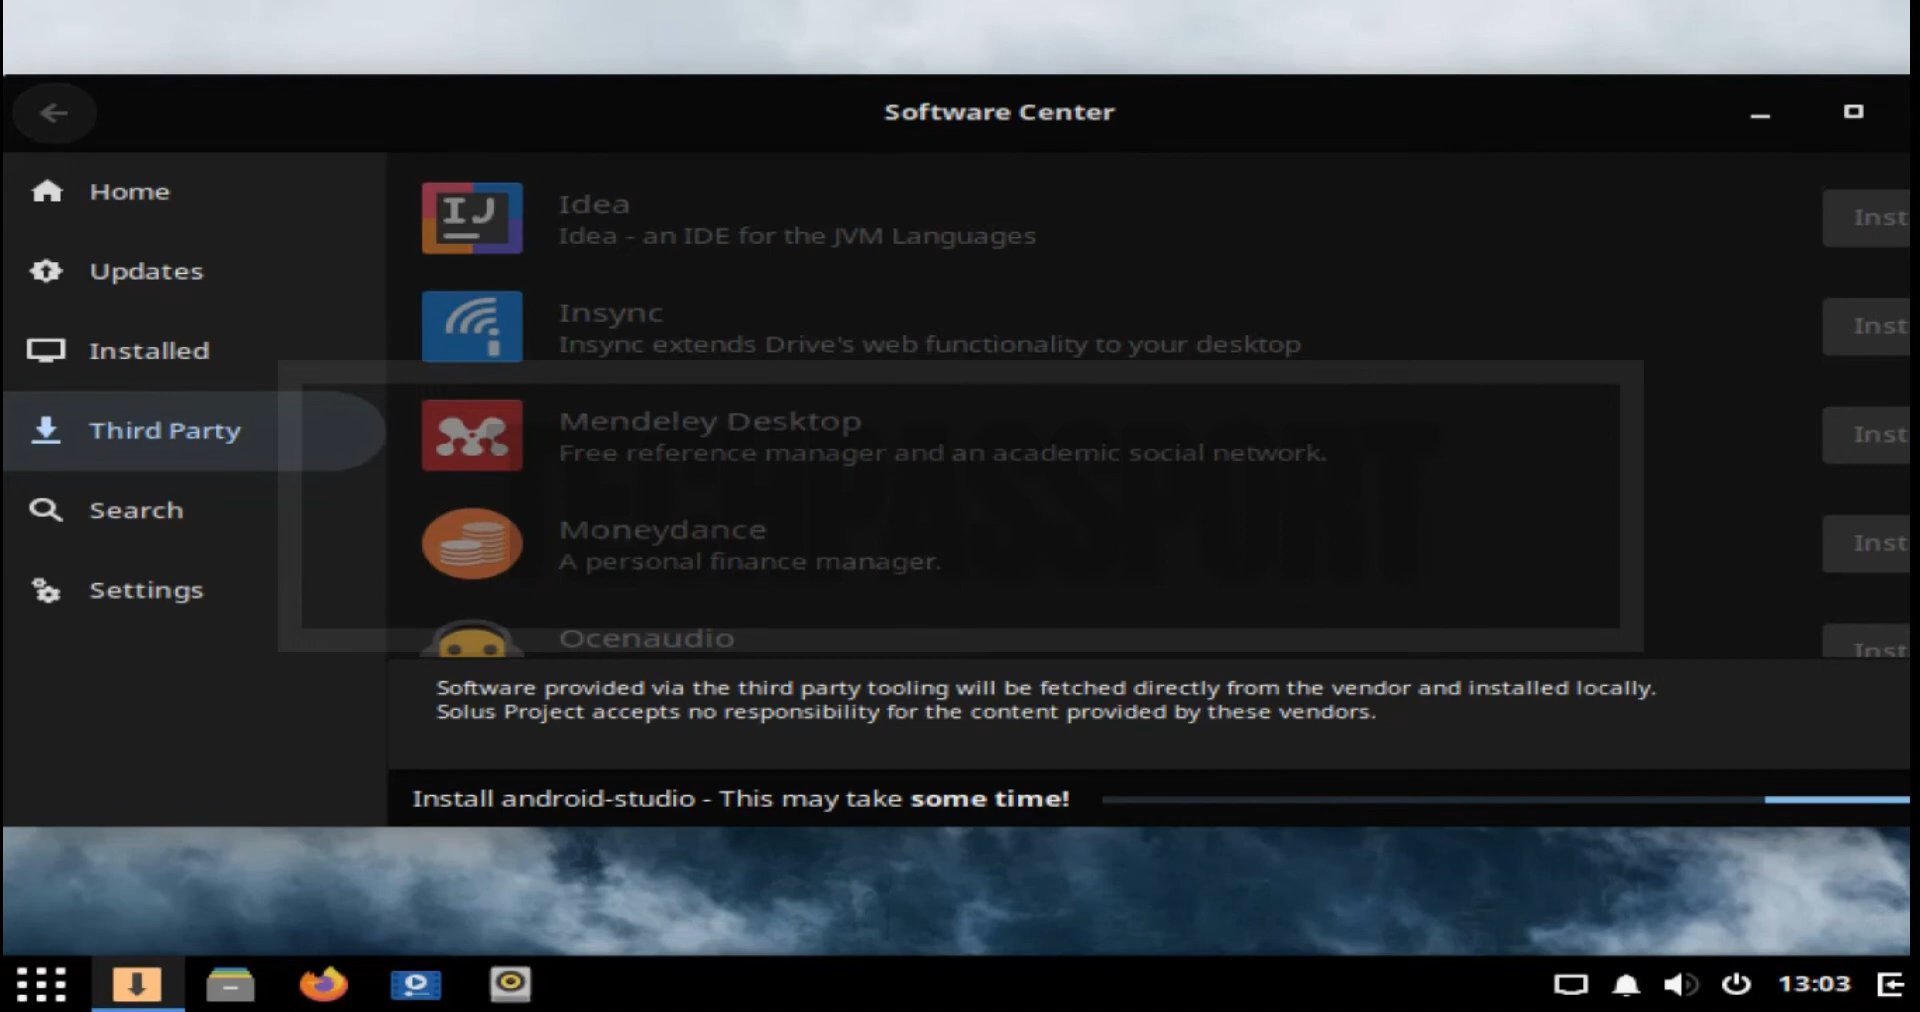 Software Center
Home
Updates
Installed
Third Party
Search
Settings
IJ
Idea
Idea - an IDE for the JVM Languages
Inst
Insync
Insync extends Drive's web functionality to your desktop
Inst
Mendeley Desktop
Free reference manager and an academic social network.
Inst
TECHPASSPORT
Moneydance
A personal finance manager.
Inst
Ocenaudio
Inst
Software provided via the third party tooling will be fetched directly from the vendor and installed locally.
Solus Project accepts no responsibility for the content provided by these vendors.
Install android-studio - This may take some time!
13:03